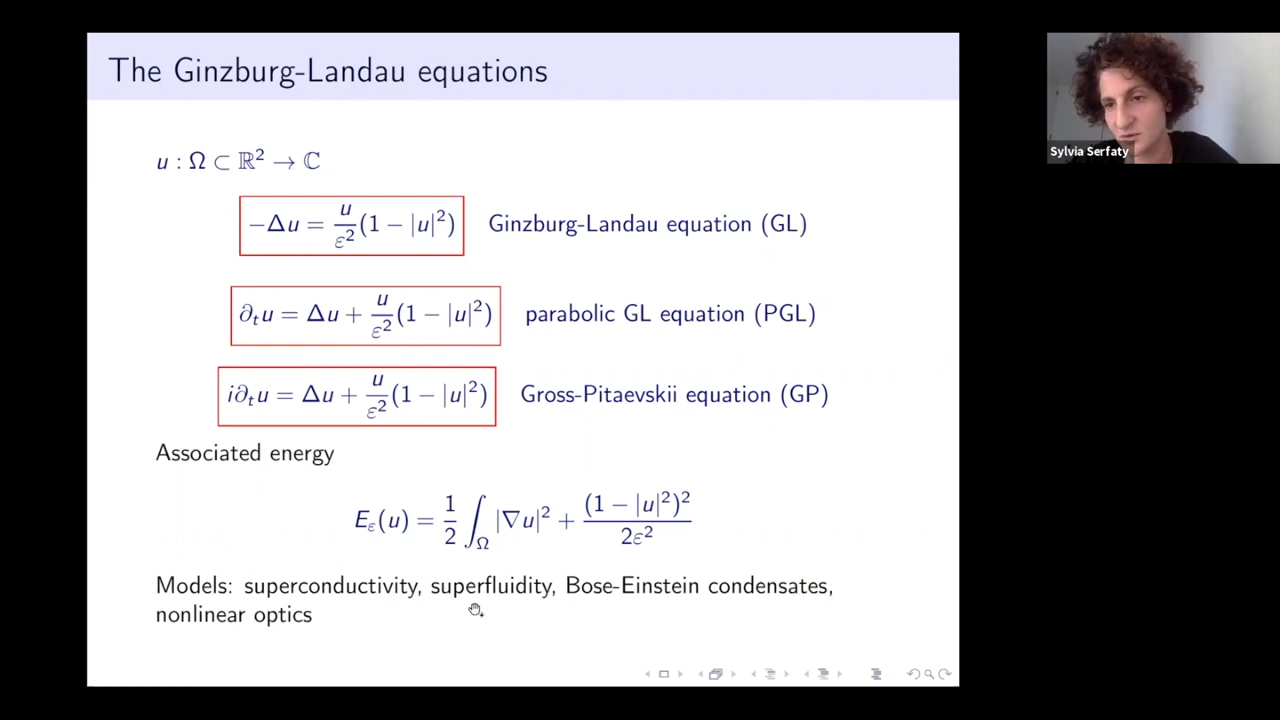 The Ginzburg-Landau equations
Sylvia Serfaty
u : Ω ⊂ ℝ² → ℂ
−Δu = u/ε² (1 − |u|²) Ginzburg-Landau equation (GL)
∂ₜu = Δu + u/ε² (1 − |u|²) parabolic GL equation (PGL)
i∂ₜu = Δu + u/ε² (1 − |u|²) Gross-Pitaevskii equation (GP)
Associated energy
E_ε(u) = 1/2 ∫_Ω |∇u|² + (1 − |u|²)²/2ε²
Models: superconductivity, superfluidity, Bose-Einstein condensates,
nonlinear optics